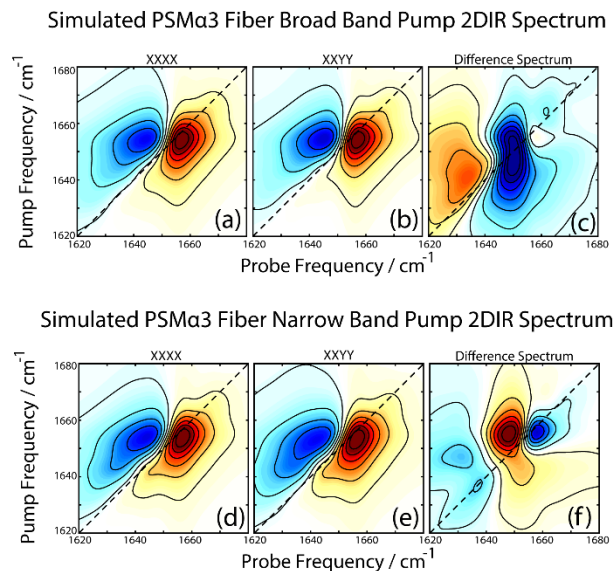 Simulated PSMα3 Fiber Broad Band Pump 2DIR Spectrum
XXXX XXYY Difference Spectrum
Pump Frequency / cm-1
1680
1660
1640
1620
(a) (b) (c)
1620 1640 1660 1620 1640 1660 1620 1640 1660 1680
Probe Frequency / cm-1
Simulated PSMα3 Fiber Narrow Band Pump 2DIR Spectrum
XXXX XXYY Difference Spectrum
Pump Frequency / cm-1
1680
1660
1640
1620
(d) (e) (f)
1620 1640 1660 1620 1640 1660 1620 1640 1660 1680
Probe Frequency / cm-1